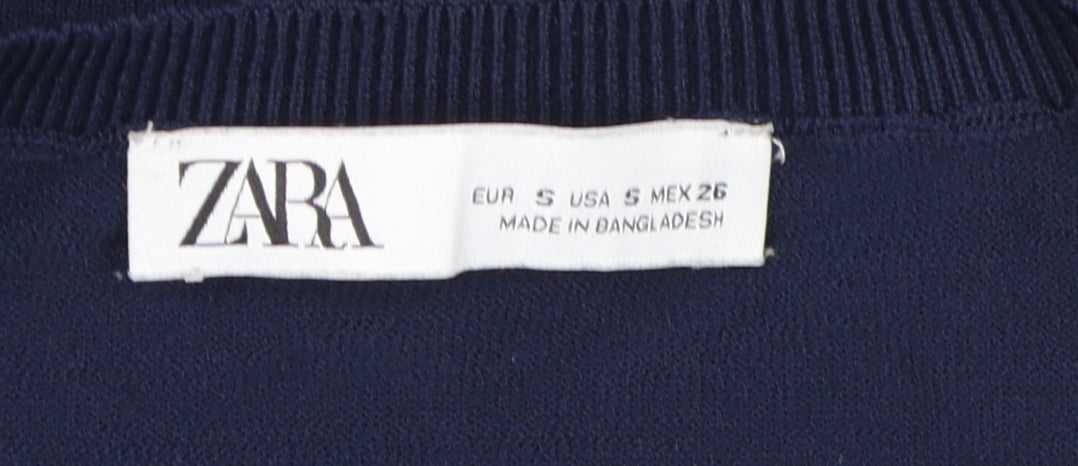 ZARA
EUR S USA S MEX 26
MADE IN BANGLADESH